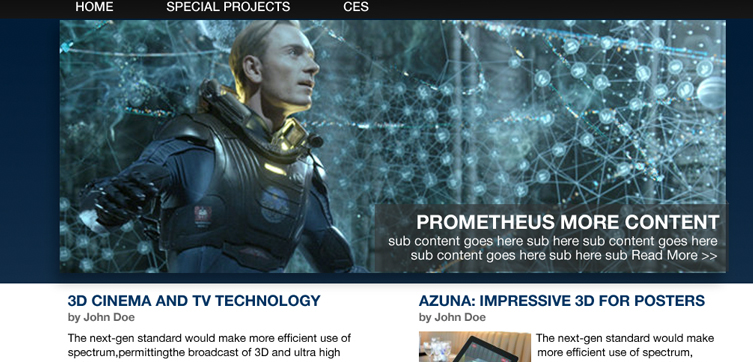 HOME SPECIAL PROJECTS CES
PROMETHEUS MORE CONTENT
sub content goes here sub here sub content goes here
sub content goes here sub here sub Read More >>
3D CINEMA AND TV TECHNOLOGY
by John Doe
The next-gen standard would make more efficient use of
spectrum,permittingthe broadcast of 3D and ultra high
AZUNA: IMPRESSIVE 3D FOR POSTERS
by John Doe
The next-gen standard would make
more efficient use of spectrum,